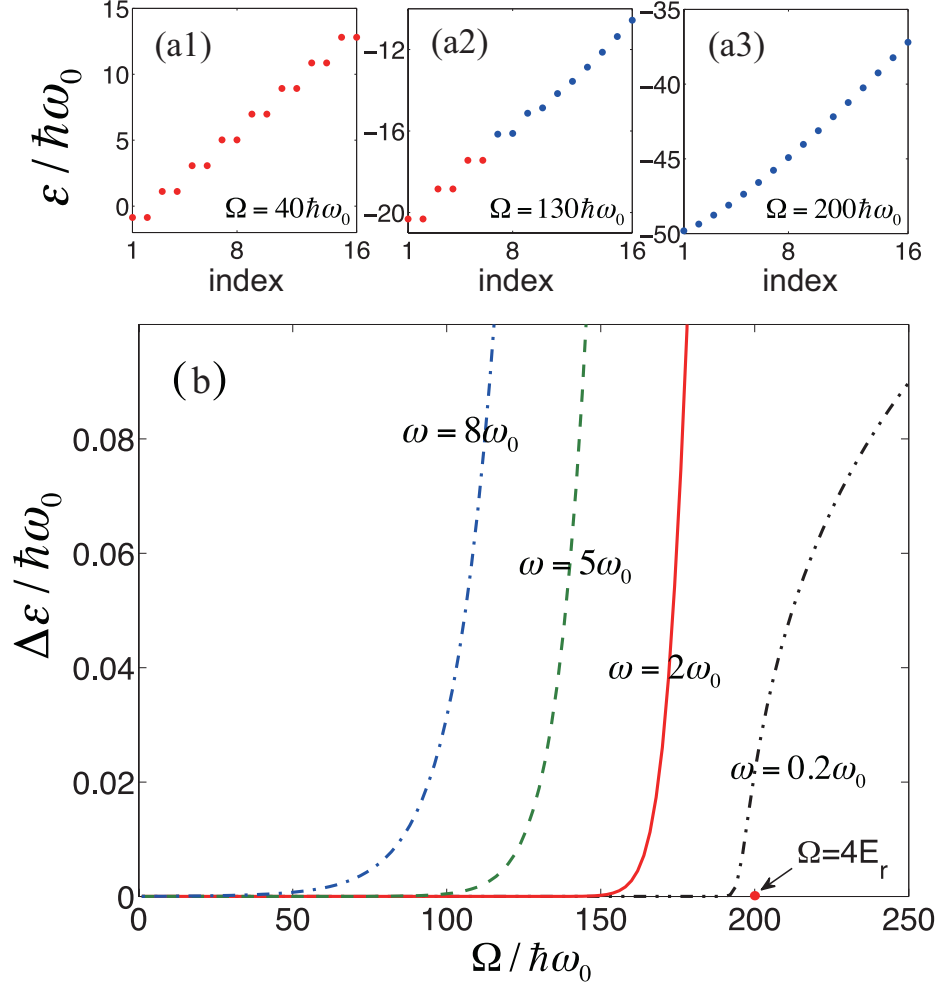 (a1)
(a2)
(a3)
15
10
5
0
−12
−16
−20
−35
−40
−45
−50
ε / ħω₀
Ω = 40ħω₀
Ω = 130ħω₀
Ω = 200ħω₀
1 8 16
1 8 16
1 8 16
index
index
index
(b)
0.08
0.06
0.04
0.02
0
Δε / ħω₀
ω = 8ω₀
ω = 5ω₀
ω = 2ω₀
ω = 0.2ω₀
Ω=4Eᵣ
0 50 100 150 200 250
Ω / ħω₀